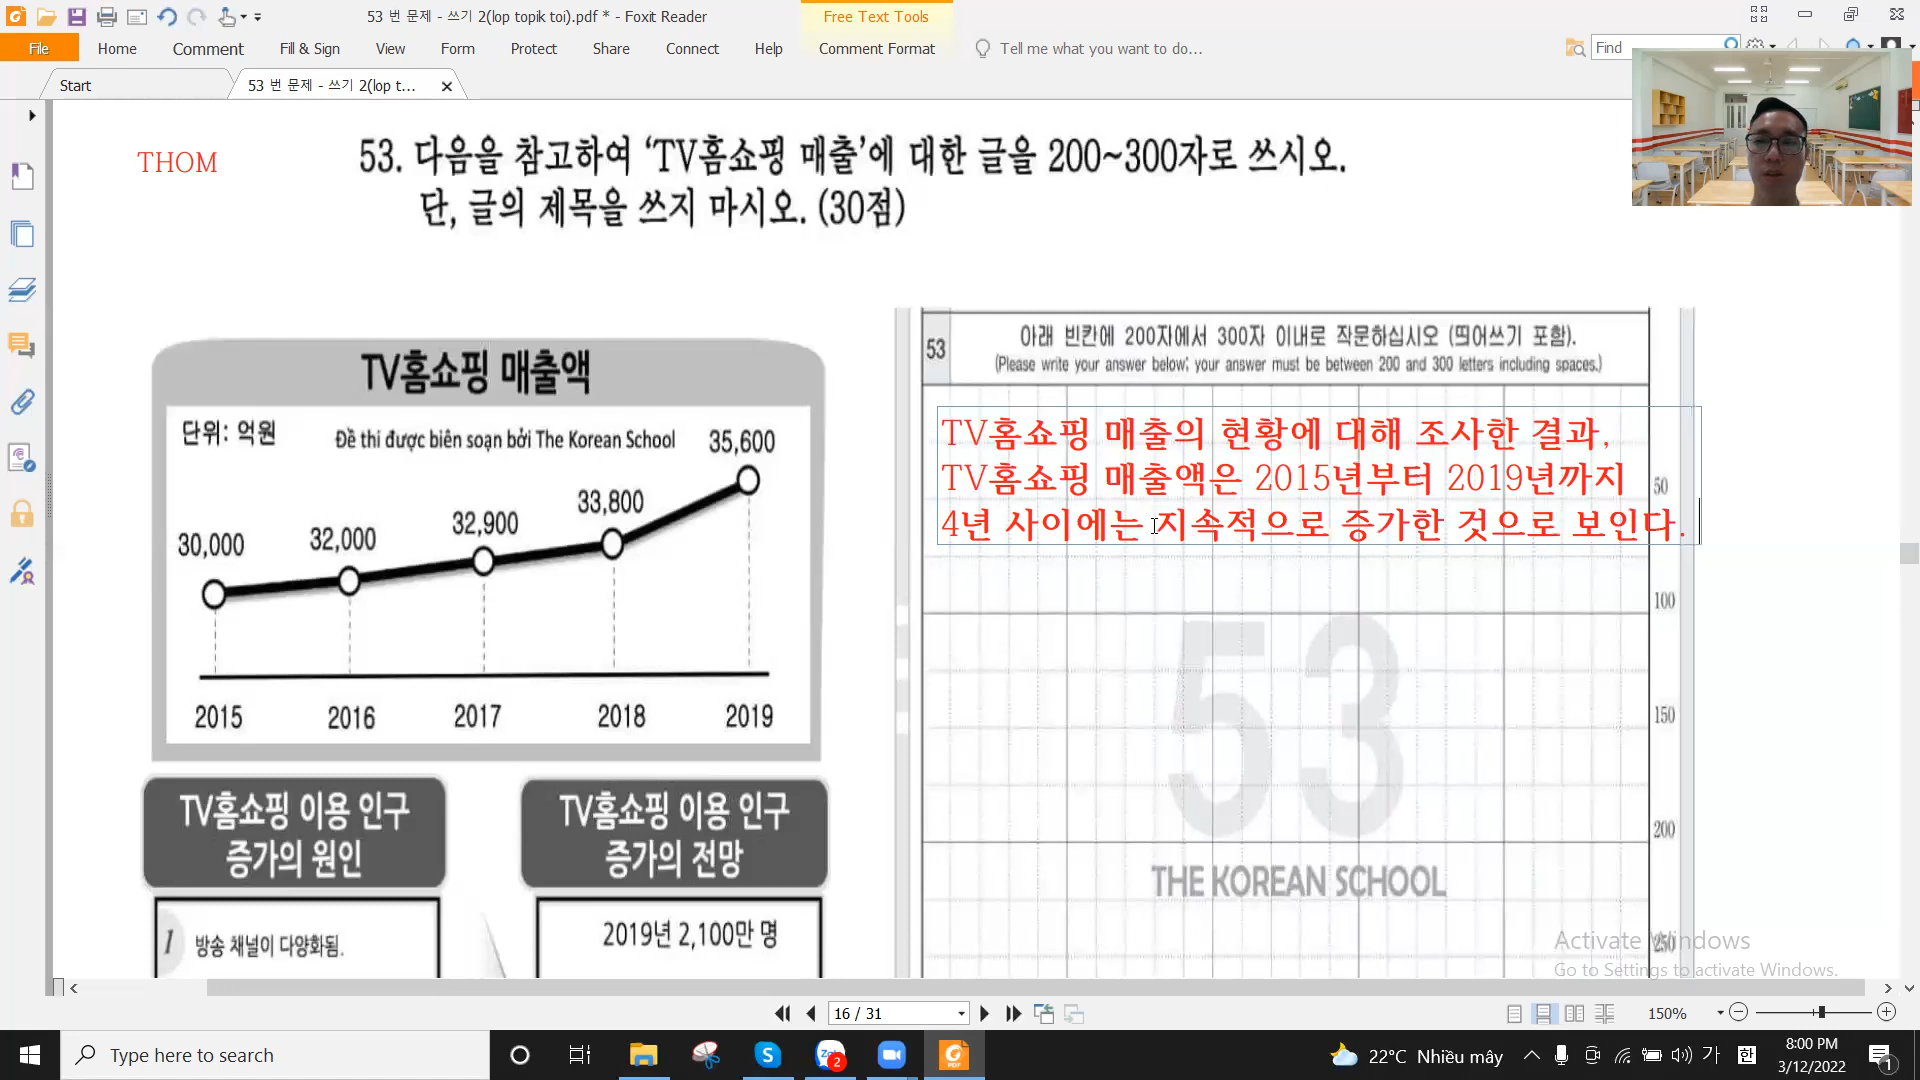 53 번 문제 - 쓰기 2(lop topik toi).pdf * - Foxit Reader
Free Text Tools
File
Home
Comment
Fill & Sign
View
Form
Protect
Share
Connect
Help
Comment Format
Tell me what you want to do...
Find
Start
53 번 문제 - 쓰기 2(lop t...
THOM
53. 다음을 참고하여 ‘TV홈쇼핑 매출’에 대한 글을 200~300자로 쓰시오.
단, 글의 제목을 쓰지 마시오. (30점)
TV홈쇼핑 매출액
단위: 억원
Đề thi được biên soạn bởi The Korean School
30,000
32,000
32,900
33,800
35,600
2015
2016
2017
2018
2019
TV홈쇼핑 이용 인구
증가의 원인
TV홈쇼핑 이용 인구
증가의 전망
1 방송 채널이 다양화됨.
2019년 2,100만 명
53
아래 빈칸에 200자에서 300자 이내로 작문하십시오 (띄어쓰기 포함).
(Please write your answer below; your answer must be between 200 and 300 letters including spaces.)
TV홈쇼핑 매출의 현황에 대해 조사한 결과,
TV홈쇼핑 매출액은 2015년부터 2019년까지
4년 사이에는 지속적으로 증가한 것으로 보인다.
50
100
150
200
250
53
THE KOREAN SCHOOL
Activate Windows
Go to Settings to activate Windows.
16 / 31
150%
Type here to search
2
22°C Nhiều mây
가
한
8:00 PM
3/12/2022
1